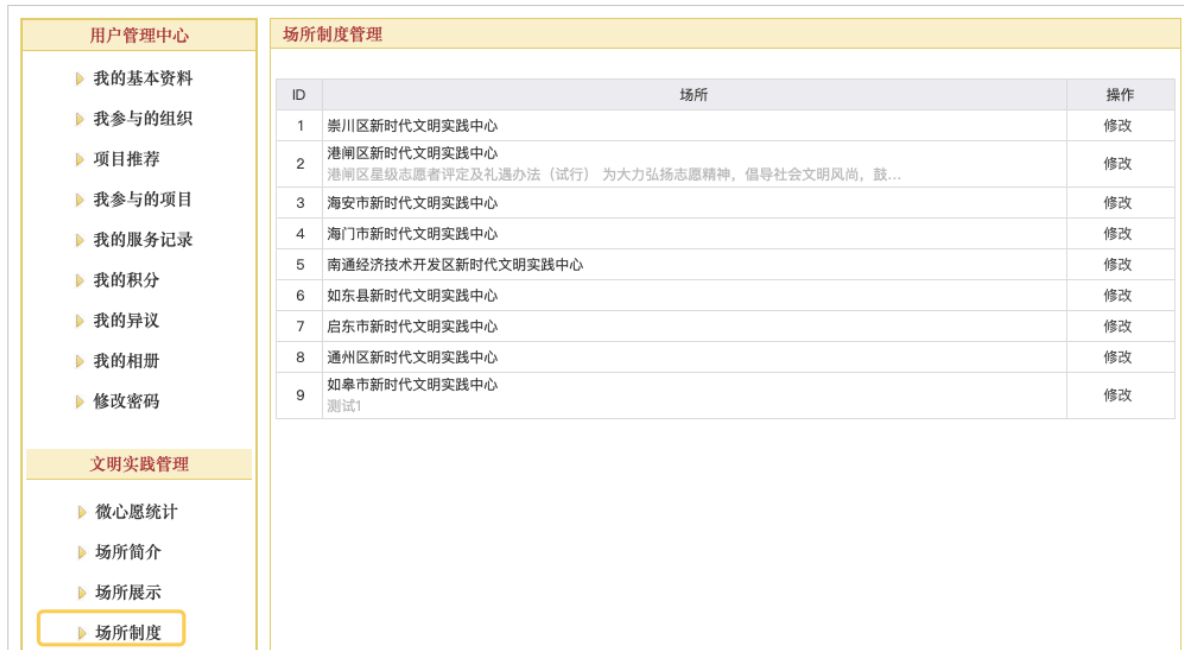 用户管理中心
我的基本资料
我参与的组织
项目推荐
我参与的项目
我的服务记录
我的积分
我的异议
我的相册
修改密码
文明实践管理
微心愿统计
场所简介
场所展示
场所制度
场所制度管理
ID 场所 操作
1 崇川区新时代文明实践中心 修改
2 港闸区新时代文明实践中心 修改
港闸区星级志愿者评定及礼遇办法（试行） 为大力弘扬志愿精神，倡导社会文明风尚，鼓...
3 海安市新时代文明实践中心 修改
4 海门市新时代文明实践中心 修改
5 南通经济技术开发区新时代文明实践中心 修改
6 如东县新时代文明实践中心 修改
7 启东市新时代文明实践中心 修改
8 通州区新时代文明实践中心 修改
9 如皋市新时代文明实践中心 修改
测试1